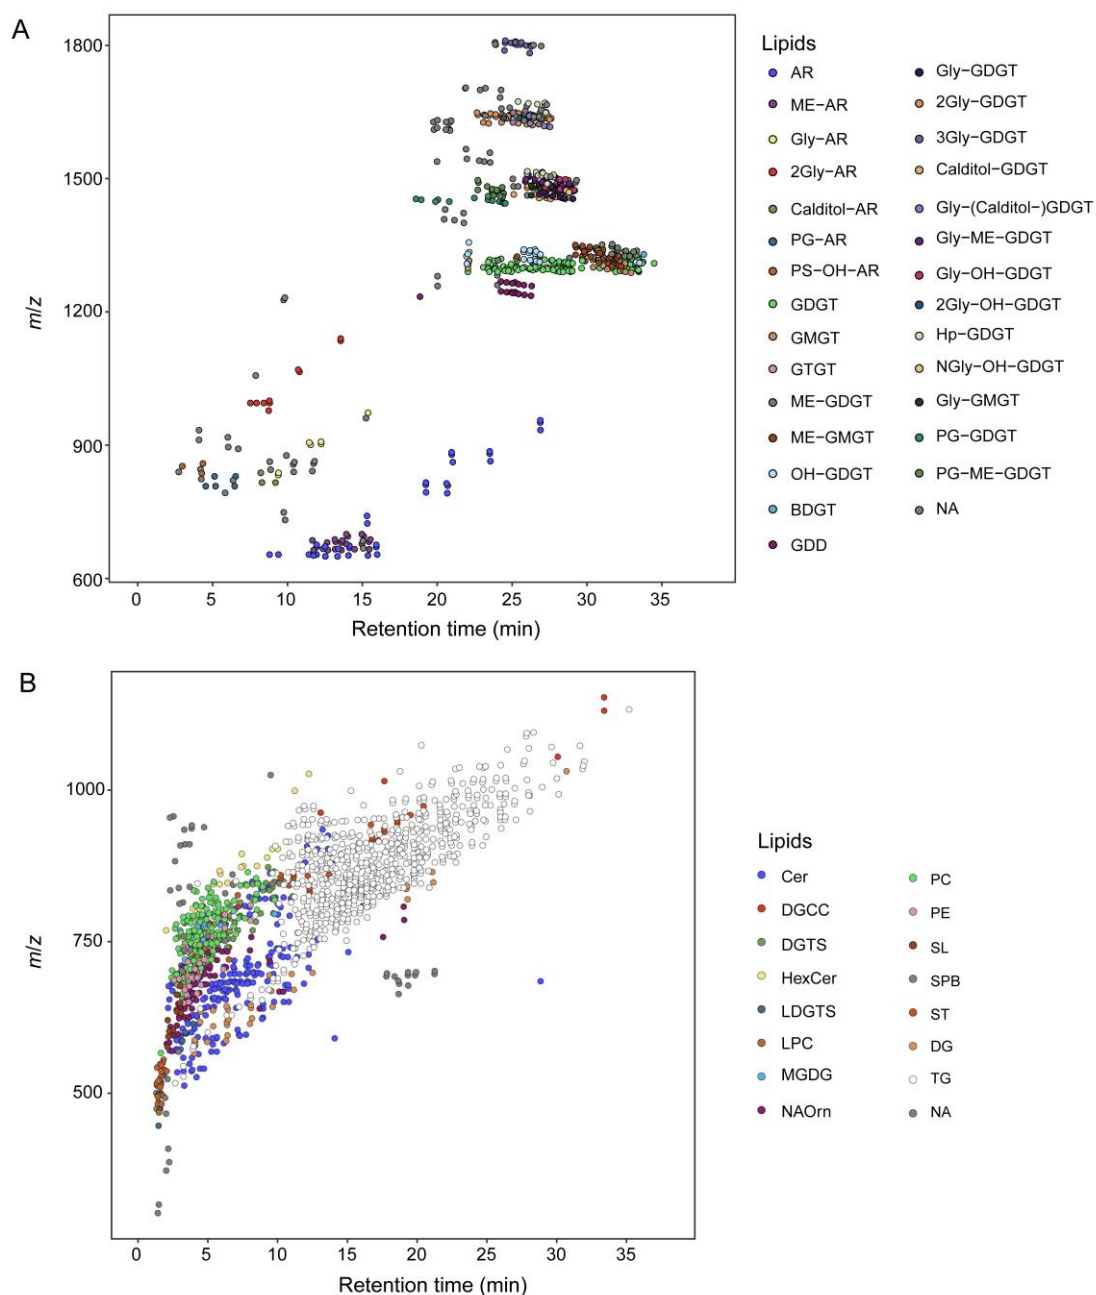 A
1800
1500
1200
900
600
m/z
0 5 10 15 20 25 30 35
Retention time (min)
Lipids
AR
ME−AR
Gly−AR
2Gly−AR
Calditol−AR
PG−AR
PS−OH−AR
GDGT
GMGT
GTGT
ME−GDGT
ME−GMGT
OH−GDGT
BDGT
GDD
Gly−GDGT
2Gly−GDGT
3Gly−GDGT
Calditol−GDGT
Gly−(Calditol−)GDGT
Gly−ME−GDGT
Gly−OH−GDGT
2Gly−OH−GDGT
Hp−GDGT
NGly−OH−GDGT
Gly−GMGT
PG−GDGT
PG−ME−GDGT
NA
B
1000
750
500
m/z
0 5 10 15 20 25 30 35
Retention time (min)
Lipids
Cer
DGCC
DGTS
HexCer
LDGTS
LPC
MGDG
NAOrn
PC
PE
SL
SPB
ST
DG
TG
NA